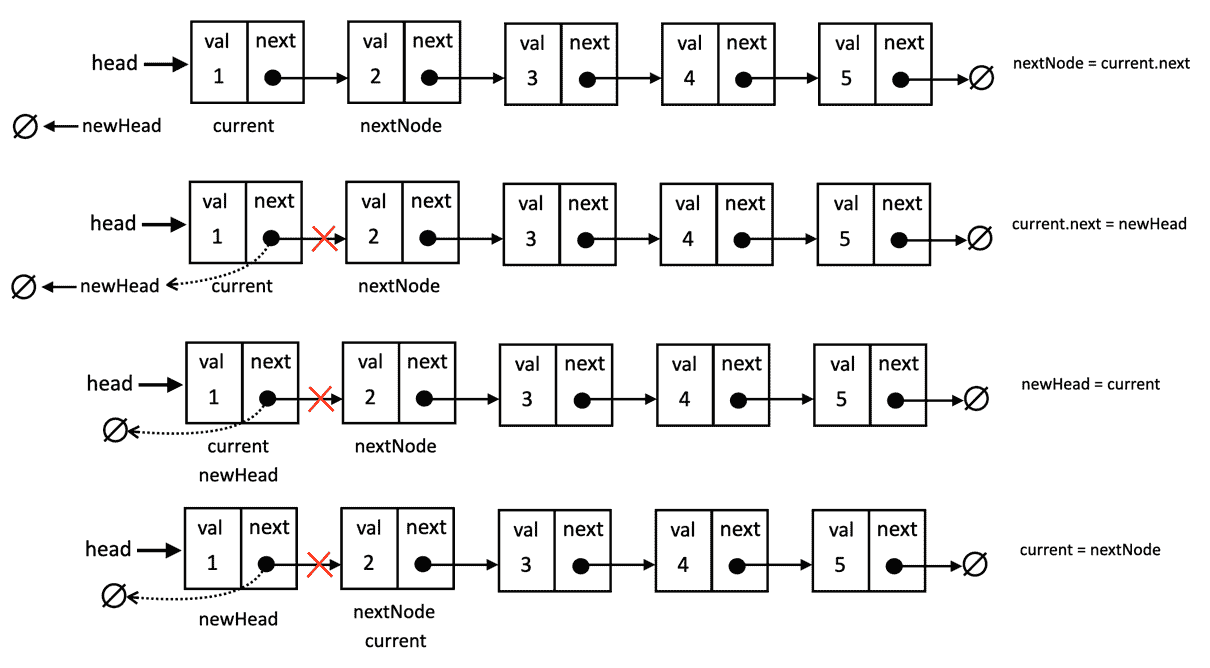 val next val next val next val next val next
head 1 2 3 4 5 nextNode = current.next
newHead current nextNode
val next val next val next val next val next
head 1 2 3 4 5 current.next = newHead
newHead current nextNode
val next val next val next val next val next
head 1 2 3 4 5 newHead = current
current nextNode
newHead
val next val next val next val next val next
head 1 2 3 4 5 current = nextNode
newHead nextNode
current